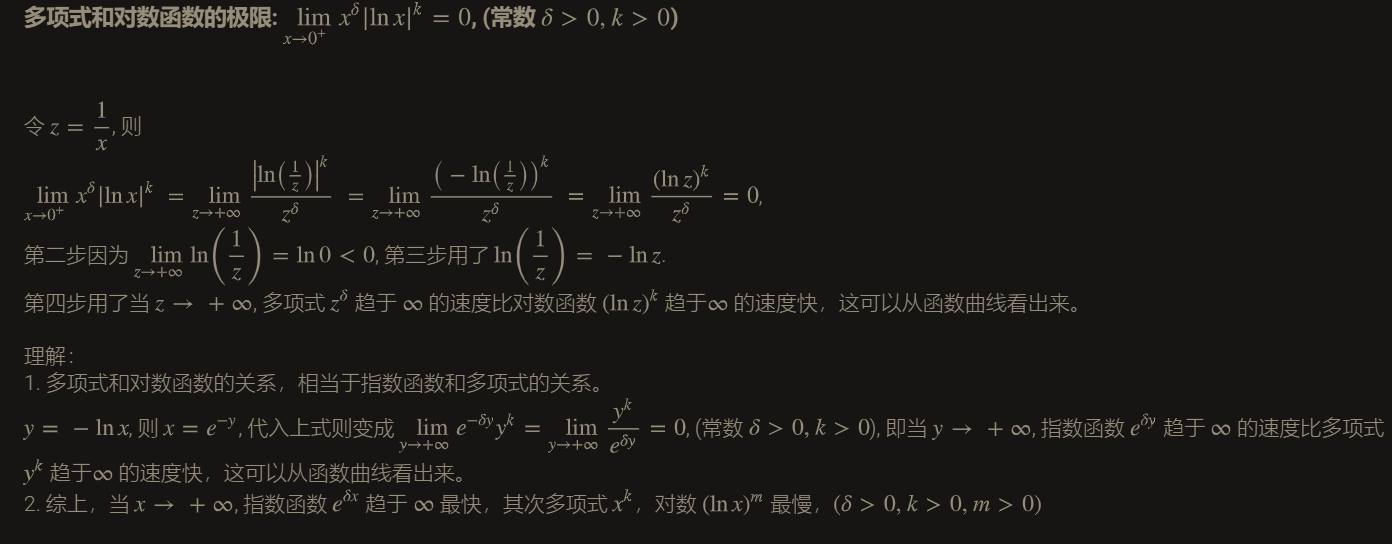 多项式和对数函数的极限: $\lim_{x \to 0^+} x^\delta |\ln x|^k = 0$, (常数 $\delta > 0, k > 0$)
令 $z = \frac{1}{x}$, 则
$\lim_{x \to 0^+} x^\delta |\ln x|^k = \lim_{z \to +\infty} \frac{\left|\ln\left(\frac{1}{z}\right)\right|^k}{z^\delta} = \lim_{z \to +\infty} \frac{\left(-\ln\left(\frac{1}{z}\right)\right)^k}{z^\delta} = \lim_{z \to +\infty} \frac{(\ln z)^k}{z^\delta} = 0$,
第二步因为 $\lim_{z \to +\infty} \ln\left(\frac{1}{z}\right) = \ln 0 < 0$, 第三步用了 $\ln\left(\frac{1}{z}\right) = -\ln z$.
第四步用了当 $z \to +\infty$, 多项式 $z^\delta$ 趋于 $\infty$ 的速度比对数函数 $(\ln z)^k$ 趋于$\infty$ 的速度快，这可以从函数曲线看出来。
理解：
1. 多项式和对数函数的关系，相当于指数函数和多项式的关系。
$y = -\ln x$, 则 $x = e^{-y}$, 代入上式则变成 $\lim_{y \to +\infty} e^{-\delta y} y^k = \lim_{y \to +\infty} \frac{y^k}{e^{\delta y}} = 0$, (常数 $\delta > 0, k > 0$), 即当 $y \to +\infty$, 指数函数 $e^{\delta y}$ 趋于 $\infty$ 的速度比多项式
$y^k$ 趋于$\infty$ 的速度快，这可以从函数曲线看出来。
2. 综上，当 $x \to +\infty$, 指数函数 $e^{\delta x}$ 趋于 $\infty$ 最快，其次多项式 $x^k$，对数 $(\ln x)^m$ 最慢，$(\delta > 0, k > 0, m > 0)$